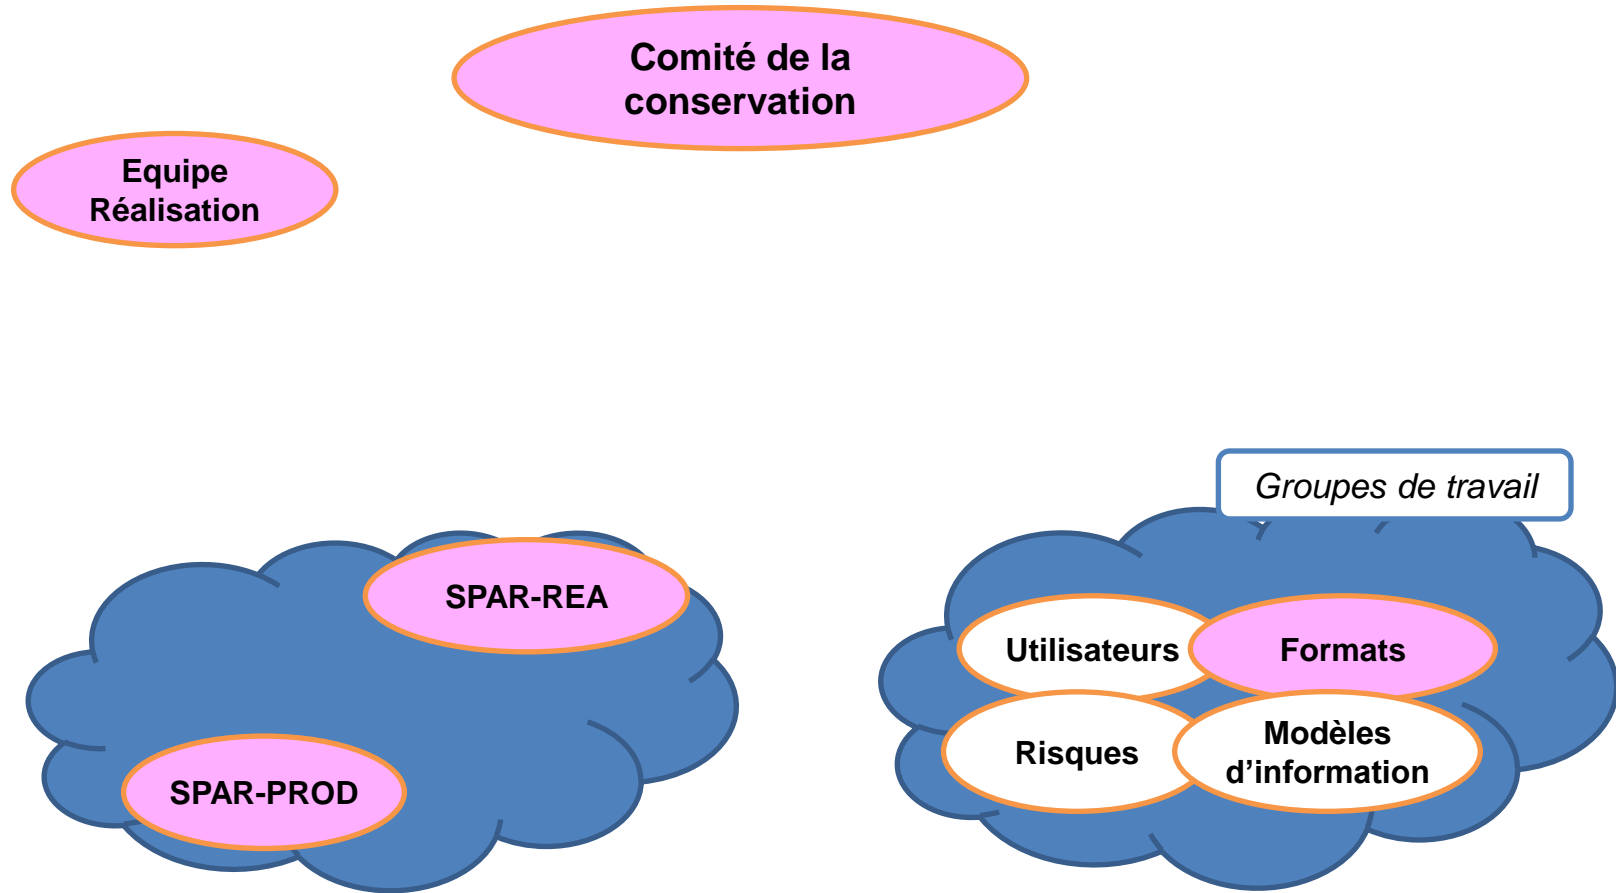 Comité de la
conservation
Equipe
Réalisation
Groupes de travail
SPAR-REA
SPAR-PROD
Utilisateurs
Formats
Risques
Modèles
d’information